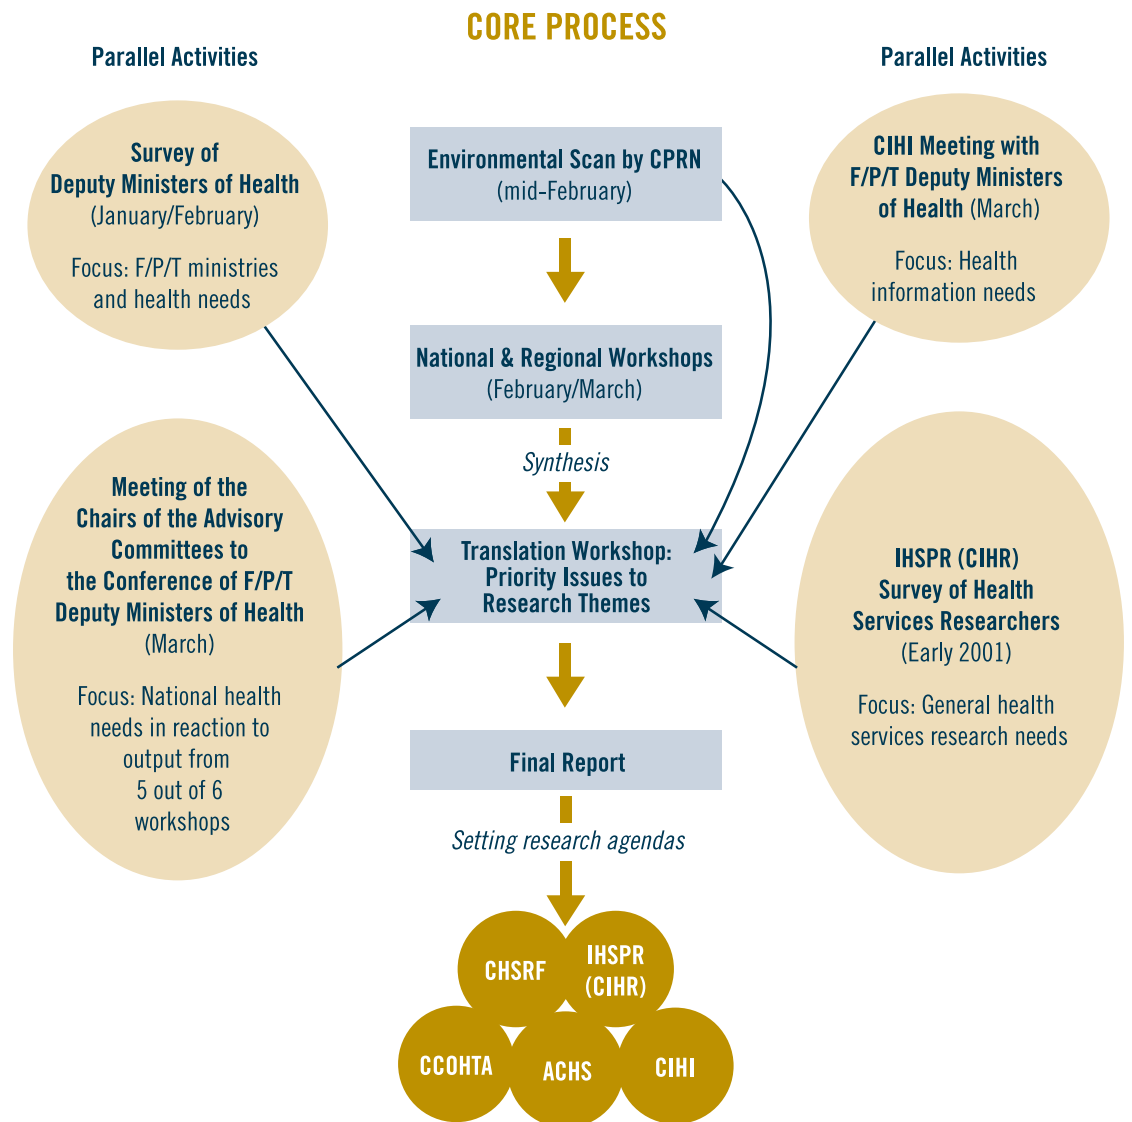 CORE PROCESS
Parallel Activities
Survey of
Deputy Ministers of Health
(January/February)
Focus: F/P/T ministries
and health needs
Meeting of the
Chairs of the Advisory
Committees to
the Conference of F/P/T
Deputy Ministers of Health
(March)
Focus: National health
needs in reaction to
output from
5 out of 6
workshops
Environmental Scan by CPRN
(mid-February)
National & Regional Workshops
(February/March)
Synthesis
Translation Workshop:
Priority Issues to
Research Themes
Final Report
Setting research agendas
CHSRF
IHSPR
(CIHR)
CCOHTA
ACHS
CIHI
Parallel Activities
CIHI Meeting with
F/P/T Deputy Ministers
of Health (March)
Focus: Health
information needs
IHSPR (CIHR)
Survey of Health
Services Researchers
(Early 2001)
Focus: General health
services research needs